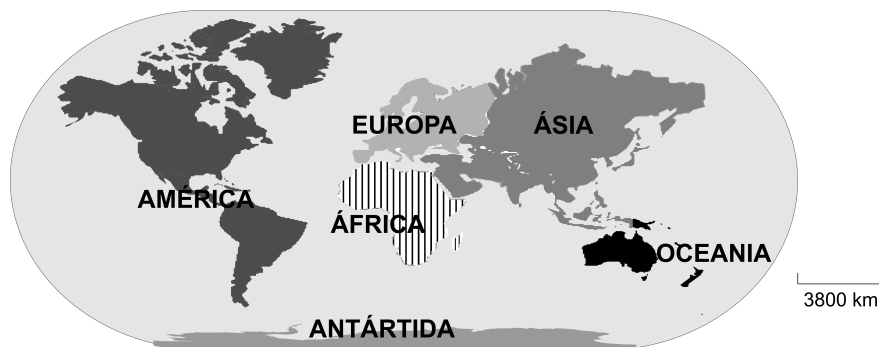 EUROPA
ÁSIA
AMÉRICA
ÁFRICA
OCEANIA
3800 km
ANTÁRTIDA